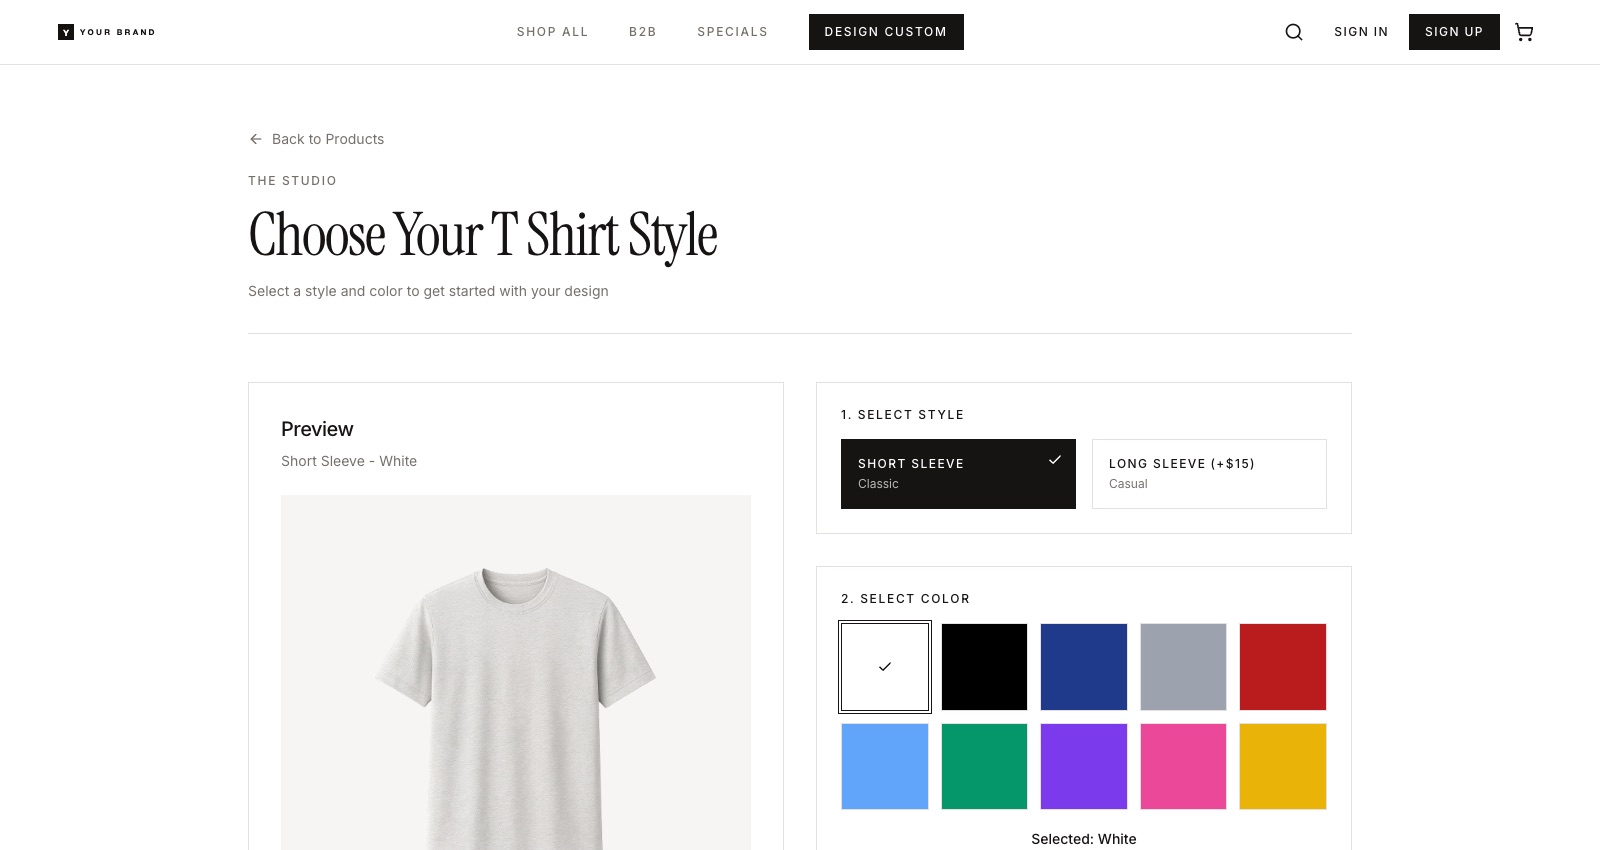 Y YOUR BRAND
SHOP ALL
B2B
SPECIALS
DESIGN CUSTOM
SIGN IN
SIGN UP
Back to Products
THE STUDIO
Choose Your T Shirt Style
Select a style and color to get started with your design
Preview
Short Sleeve - White
1. SELECT STYLE
SHORT SLEEVE
Classic
LONG SLEEVE (+$15)
Casual
2. SELECT COLOR
Selected: White